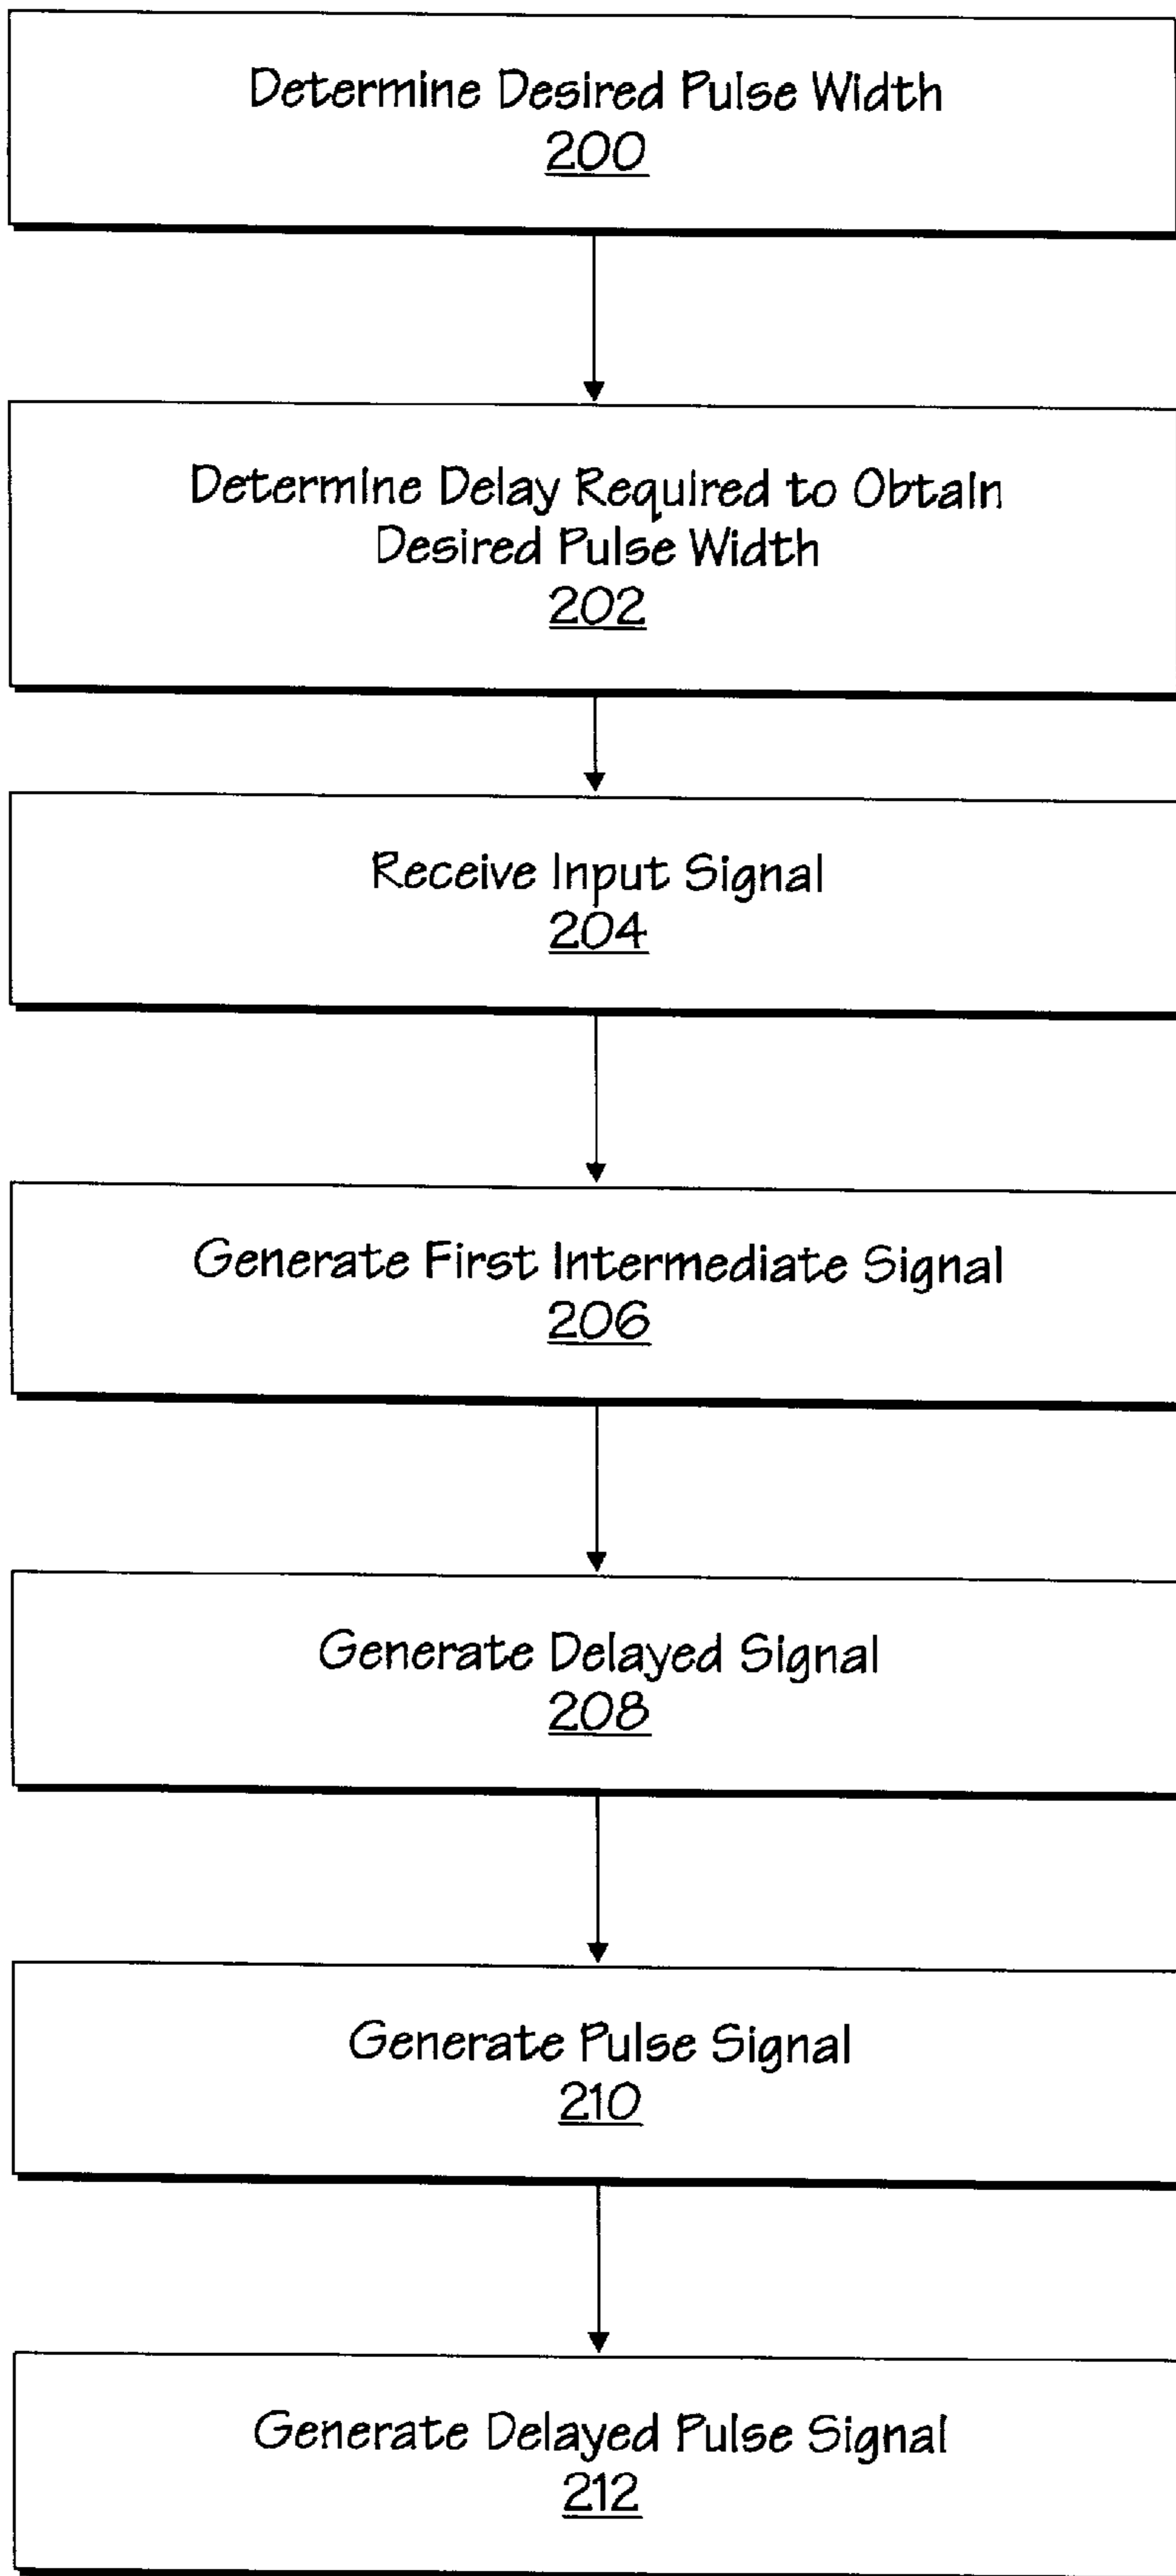 Determine Desired Pulse Width
200
Determine Delay Required to Obtain
Desired Pulse Width
202
Receive Input Signal
204
Generate First Intermediate Signal
206
Generate Delayed Signal
208
Generate Pulse Signal
210
Generate Delayed Pulse Signal
212